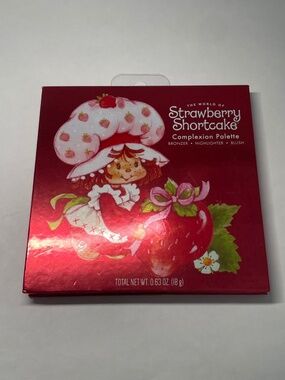 THE WORLD OF
Strawberry
Shortcake
Complexion Palette
BRONZER • HIGHLIGHTER • BLUSH
TOTAL NET WT. 0.63 OZ. (18 g)